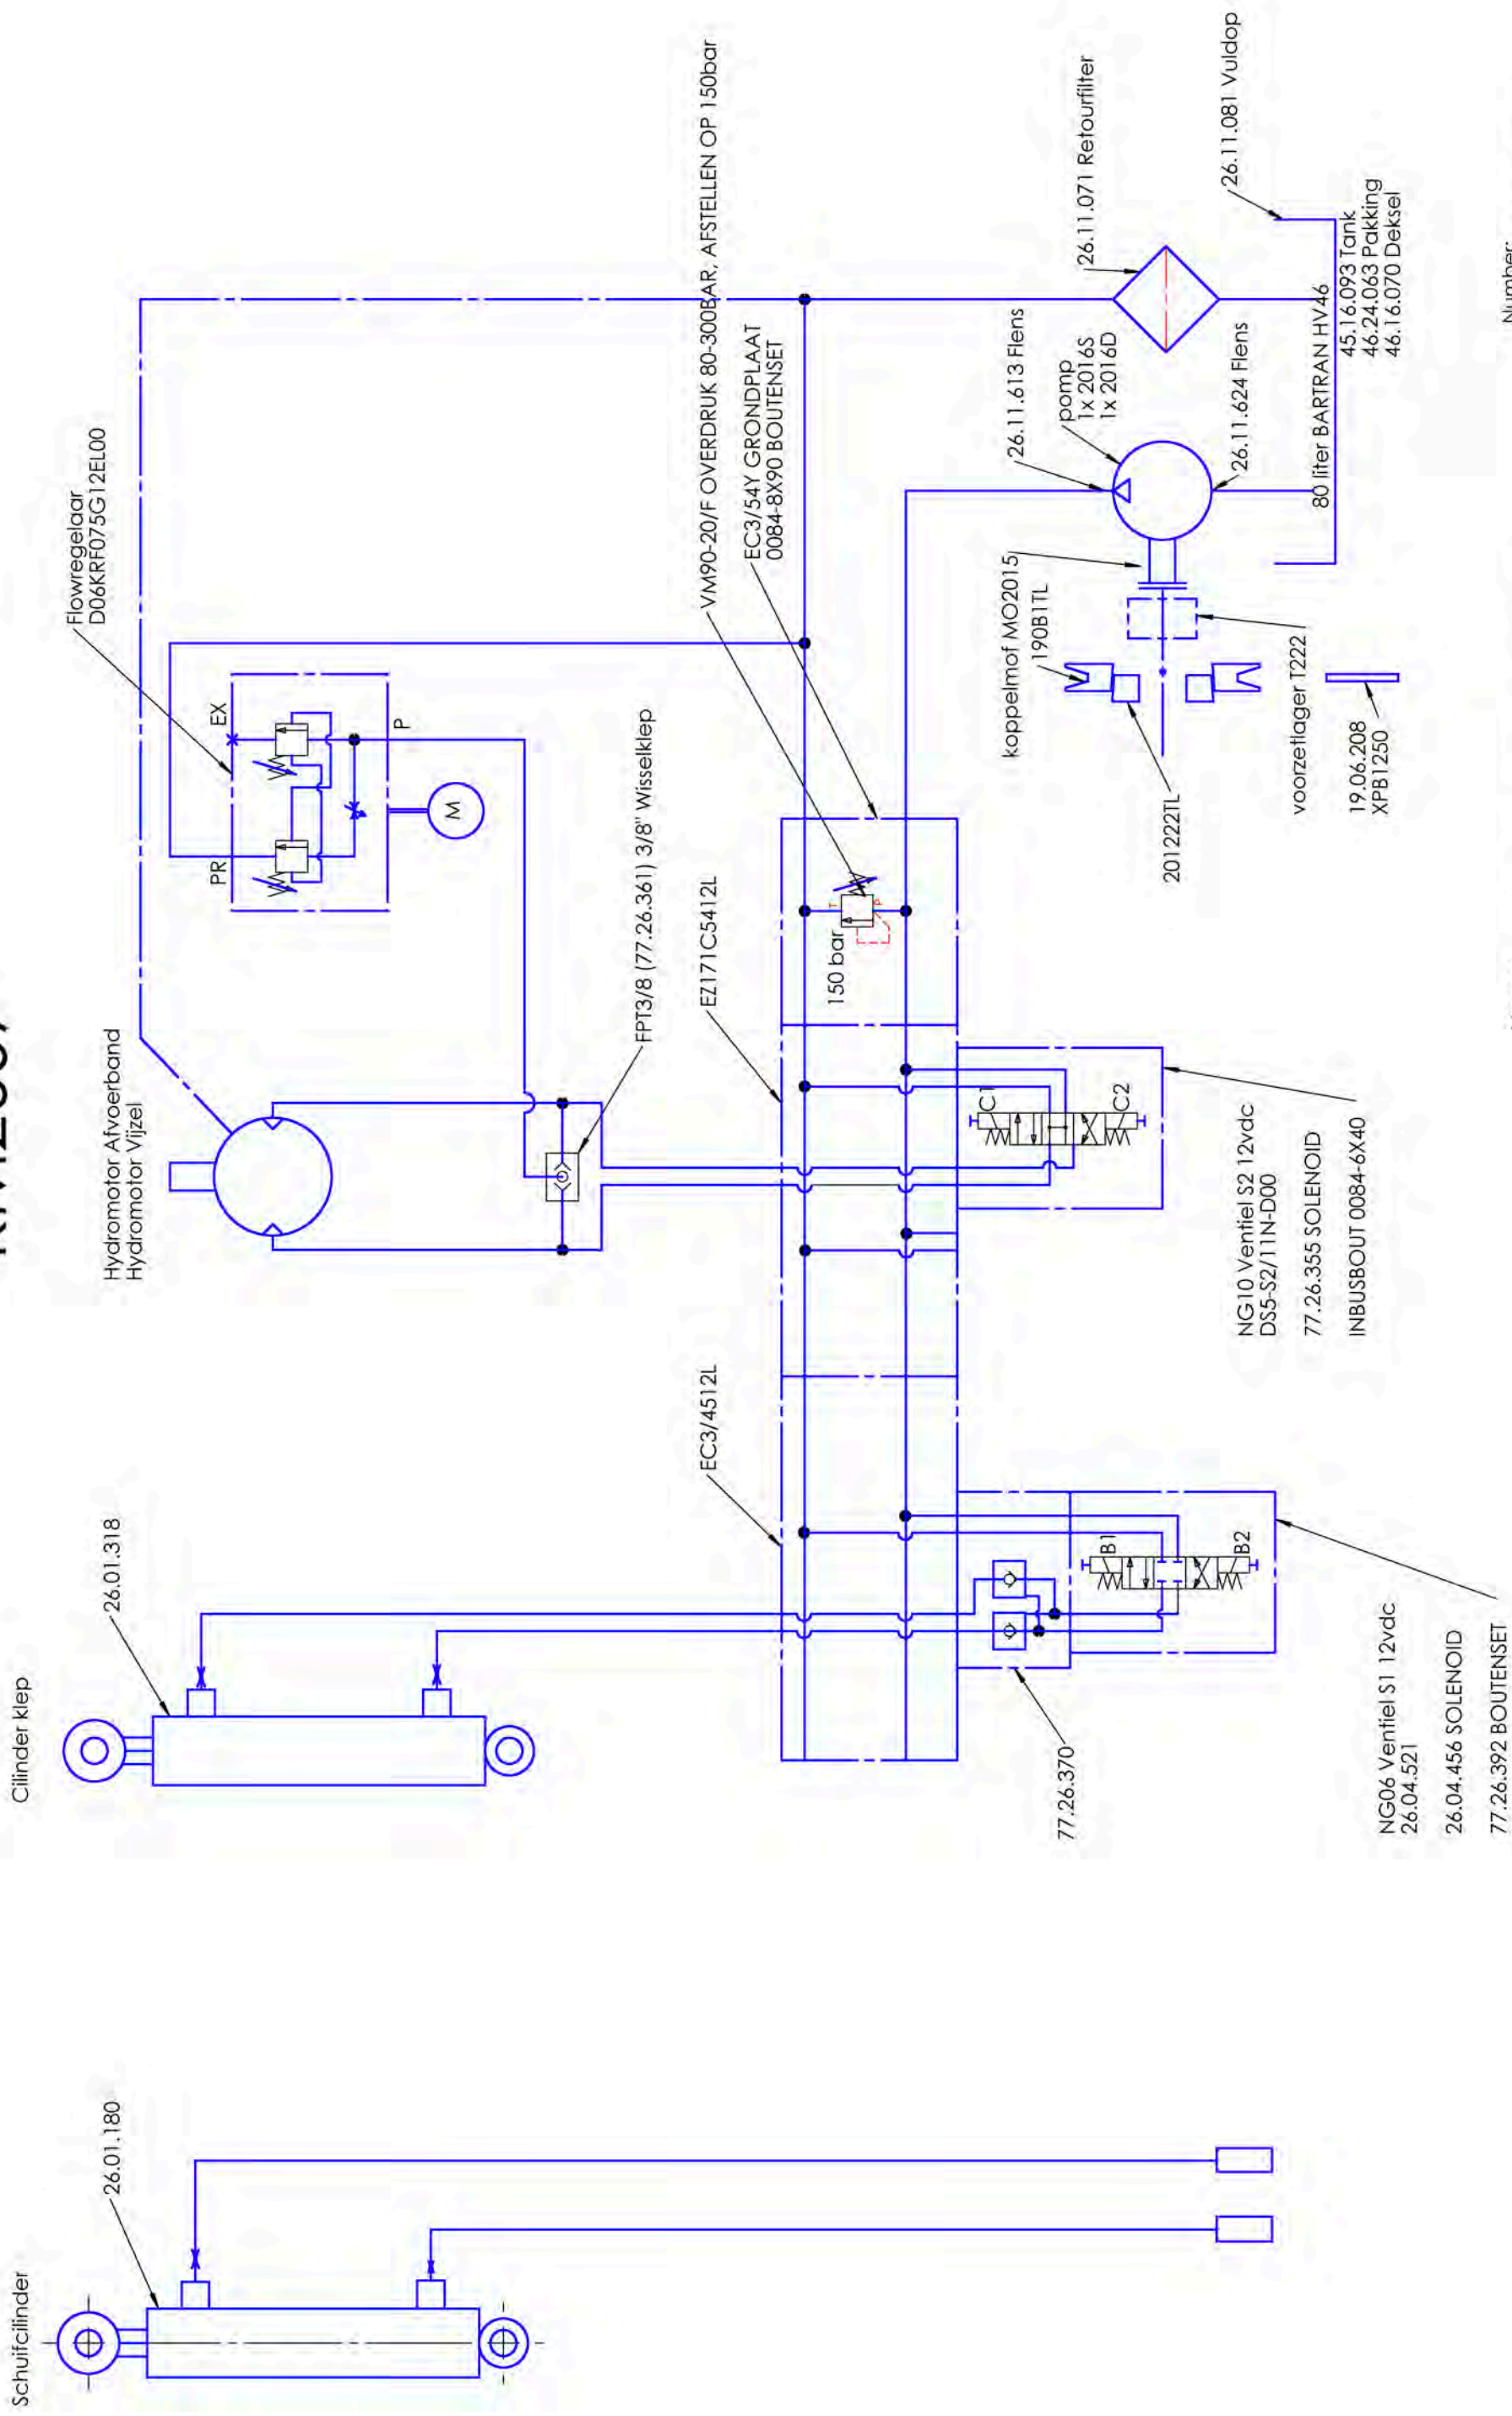 Schuifcilinder
26.01.180
Cilinder klep
26.01.318
Hydromotor Afvoerband
Hydromotor Vijzel
Flowregelaar
D06KRF075G12EL00
PR
EX
P
M
FPT3/8 (77.26.361) 3/8" Wisselklep
EC3/4512L
EZ171C5412L
VM90-20/F OVERDRUK 80-300BAR, AFSTELLEN OP 150bar
EC3/54Y GRONDPLAAT
0084-8X90 BOUTENSET
150 bar
T
P
77.26.370
B1
B2
C1
C2
NG06 Ventiel S1 12vdc
26.04.521
26.04.456 SOLENOID
77.26.392 BOUTENSET
NG10 Ventiel S2 12vdc
DS5-S2/11N-D00
77.26.355 SOLENOID
INBUSBOUT 0084-6X40
koppelmof MO2015
190B1TL
201222TL
voorzetlager T222
19.06.208
XPB1250
26.11.613 Flens
pomp
1x 2016S
1x 2016D
26.11.624 Flens
26.11.071 Retourfilter
26.11.081 Vuldop
80 liter BARTRAN HV46
45.16.093 Tank
46.24.063 Pakking
46.16.070 Deksel
Number: